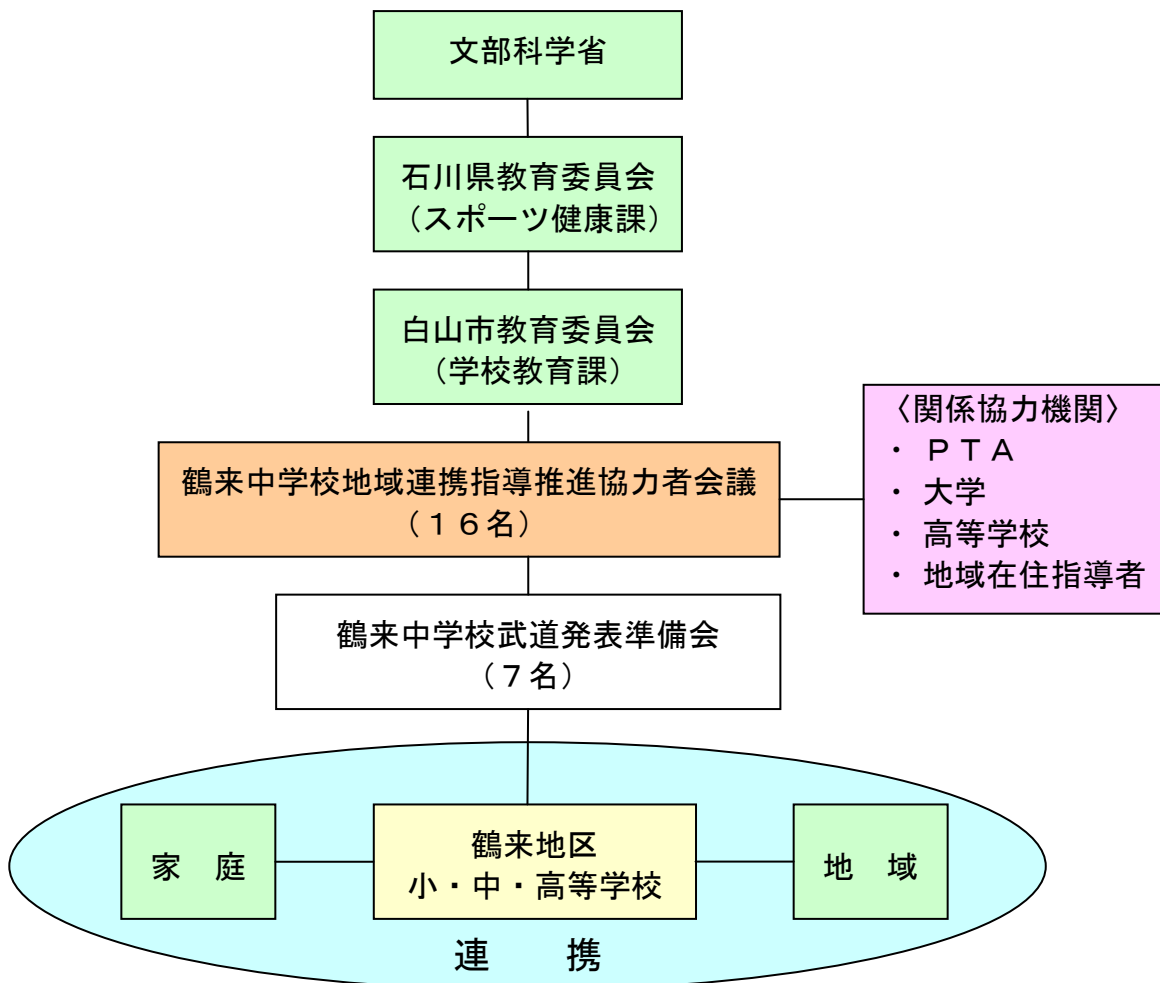 文部科学省
石川県教育委員会
(スポーツ健康課)
白山市教育委員会
(学校教育課)
鶴来中学校地域連携指導推進協力者会議
(16名)
〈関係協力機関〉
・ PTA
・ 大学
・ 高等学校
・ 地域在住指導者
鶴来中学校武道発表準備会
(7名)
家 庭
鶴来地区
小・中・高等学校
地 域
連 携